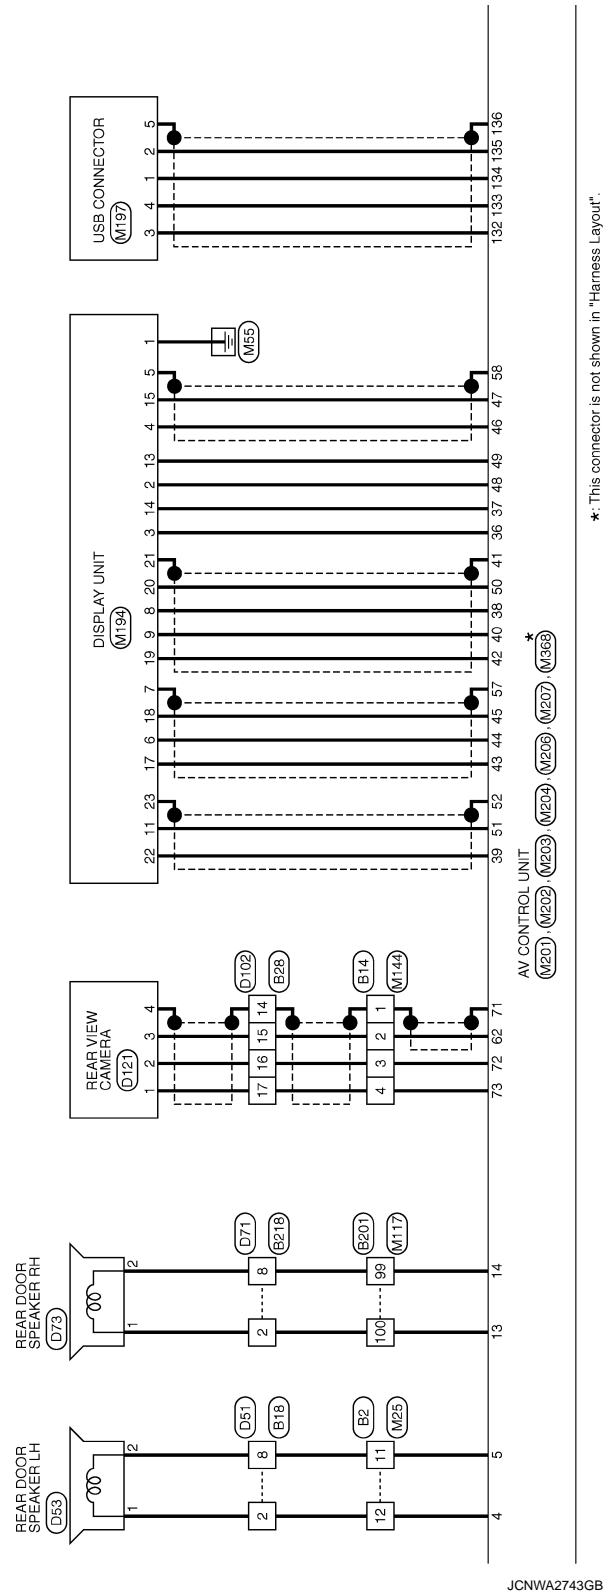 REAR DOOR
SPEAKER LH
D53
1 2
2 8
D51
B18
12 11
B2
M25
4 5
REAR DOOR
SPEAKER RH
D73
1 2
2 8
D71
B218
100 99
B201
M117
13 14
REAR VIEW
CAMERA
D121
1 2 3 4
17 16 15 14
D102
B28
4 3 2 1
B14
M144
73 72 62 71
DISPLAY UNIT
M194
22 11 23 17 6 18 7 19 9 8 20 21 3 14 2 13 4 15 5 1
M55
39 51 52 43 44 45 57 42 40 38 50 41 36 37 48 49 46 47 58
USB CONNECTOR
M197
3 4 1 2 5
132 133 134 135 136
AV CONTROL UNIT
M201 , M202 , M203 , M204 , M206 , M207 , M368 *
*: This connector is not shown in "Harness Layout".
JCNWA2743GB